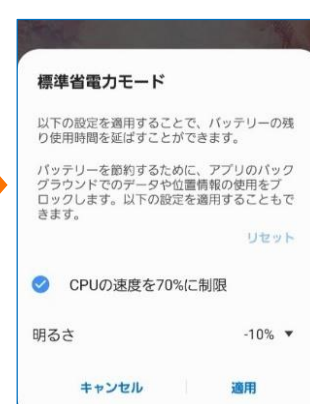 標準省電力モード
以下の設定を適用することで、バッテリーの残
り使用時間を延ばすことができます。
バッテリーを節約するために、アプリのバック
グラウンドでのデータや位置情報の使用をブ
ロックします。以下の設定を適用することもで
きます。
リセット
CPUの速度を70%に制限
明るさ -10% ▼
キャンセル 適用